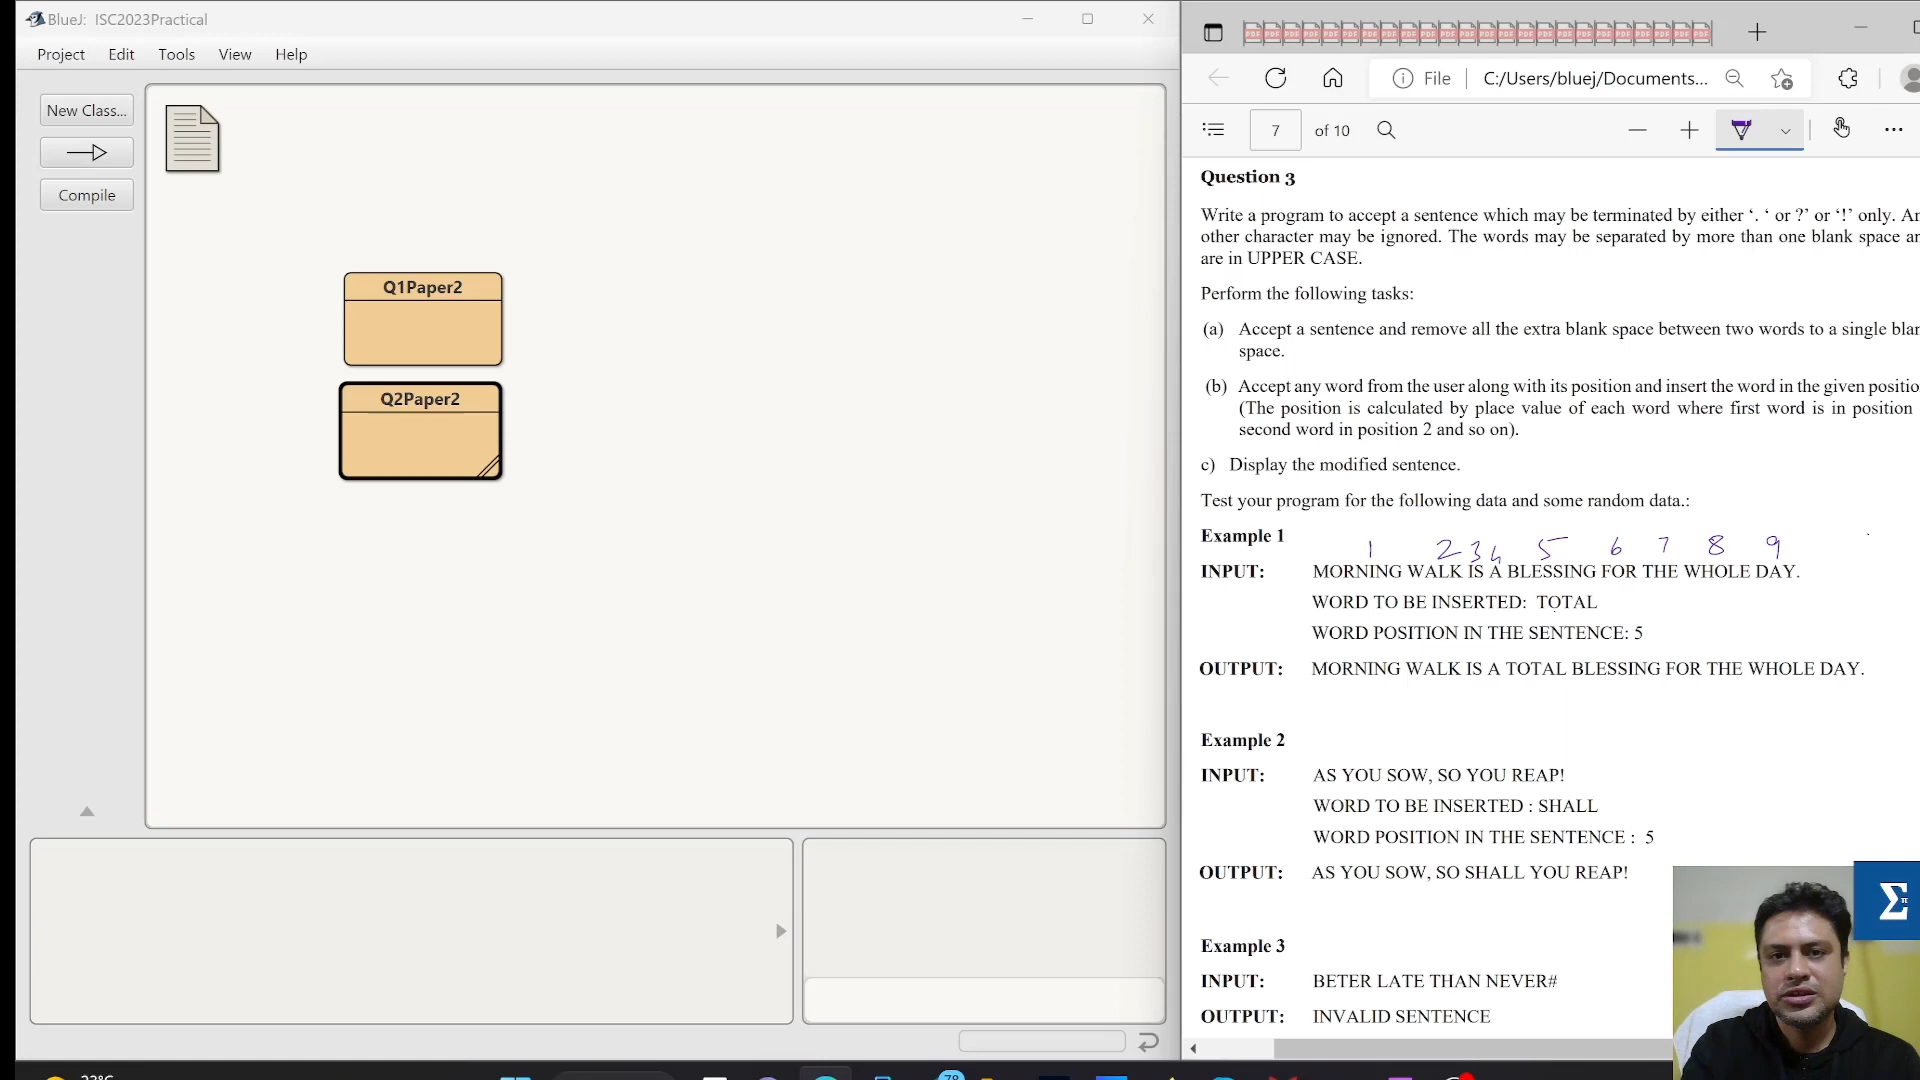 BlueJ: ISC2023Practical
Project Edit Tools View Help
New Class...
Compile
Q1Paper2
Q2Paper2
File C:/Users/bluej/Documents...
7 of 10
Question 3
Write a program to accept a sentence which may be terminated by either ‘. ‘ or ?’ or ‘!’ only. An
other character may be ignored. The words may be separated by more than one blank space an
are in UPPER CASE.
Perform the following tasks:
(a) Accept a sentence and remove all the extra blank space between two words to a single blan
space.
(b) Accept any word from the user along with its position and insert the word in the given positio
(The position is calculated by place value of each word where first word is in position
second word in position 2 and so on).
c) Display the modified sentence.
Test your program for the following data and some random data.:
Example 1
1 2 3 4 5 6 7 8 9
INPUT: MORNING WALK IS A BLESSING FOR THE WHOLE DAY.
WORD TO BE INSERTED: TOTAL
WORD POSITION IN THE SENTENCE: 5
OUTPUT: MORNING WALK IS A TOTAL BLESSING FOR THE WHOLE DAY.
Example 2
INPUT: AS YOU SOW, SO YOU REAP!
WORD TO BE INSERTED : SHALL
WORD POSITION IN THE SENTENCE : 5
OUTPUT: AS YOU SOW, SO SHALL YOU REAP!
Example 3
INPUT: BETER LATE THAN NEVER#
OUTPUT: INVALID SENTENCE